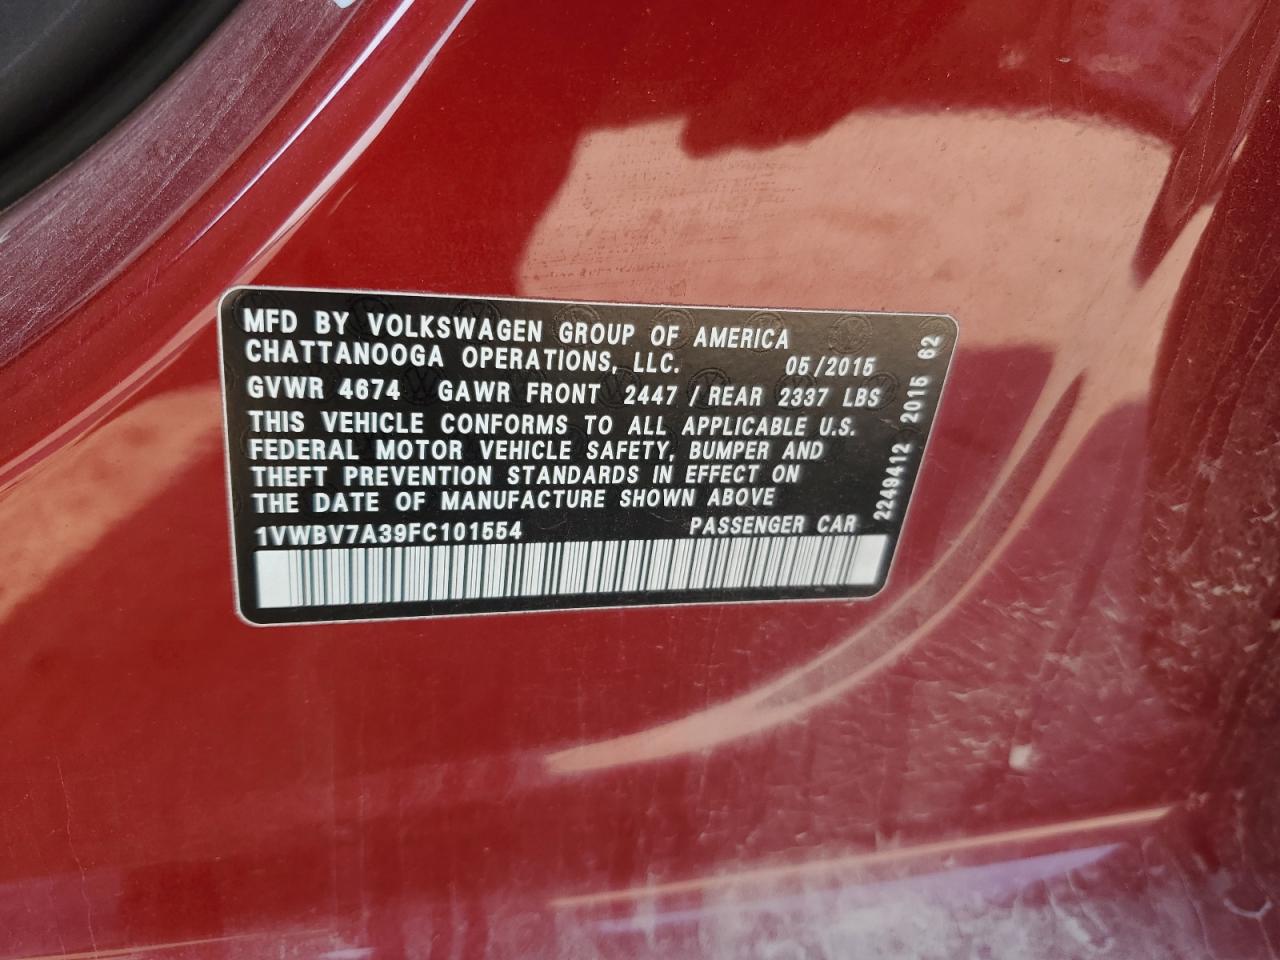 MFD BY VOLKSWAGEN GROUP OF AMERICA
CHATTANOOGA OPERATIONS, LLC. 05/2015
GVWR 4674 GAWR FRONT 2447 / REAR 2337 LBS
THIS VEHICLE CONFORMS TO ALL APPLICABLE U.S.
FEDERAL MOTOR VEHICLE SAFETY, BUMPER AND
THEFT PREVENTION STANDARDS IN EFFECT ON
THE DATE OF MANUFACTURE SHOWN ABOVE
1VWBV7A39FC101554 PASSENGER CAR
2249412 2015 62